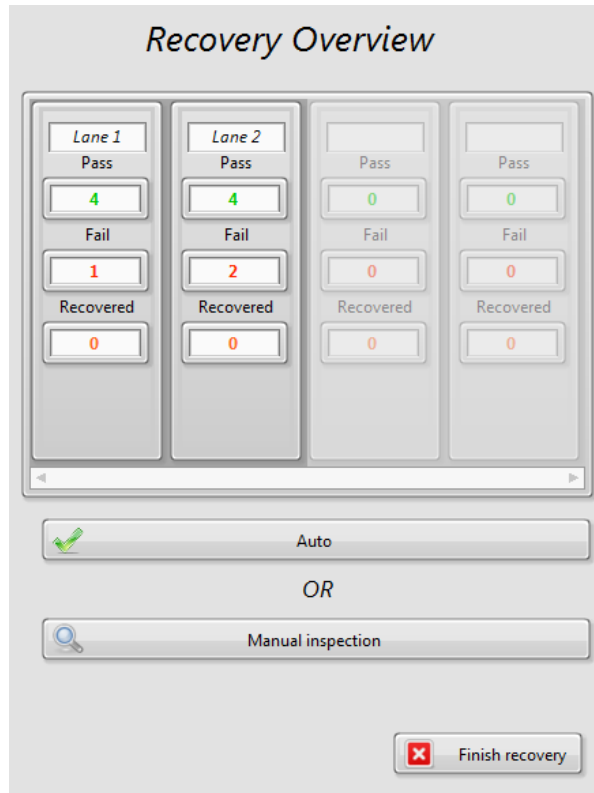 Recovery Overview
Lane 1 Lane 2
Pass Pass Pass Pass
4 4 0 0
Fail Fail Fail Fail
1 2 0 0
Recovered Recovered Recovered Recovered
0 0 0 0
Auto
OR
Manual inspection
Finish recovery